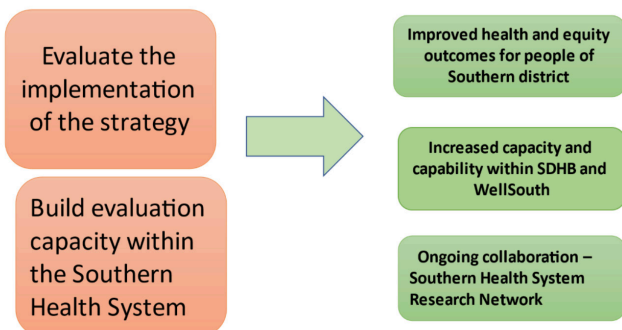 Evaluate the
implementation
of the strategy
Build evaluation
capacity within
the Southern
Health System
Improved health and equity
outcomes for people of
Southern district
Increased capacity and
capability within SDHB and
WellSouth
Ongoing collaboration –
Southern Health System
Research Network